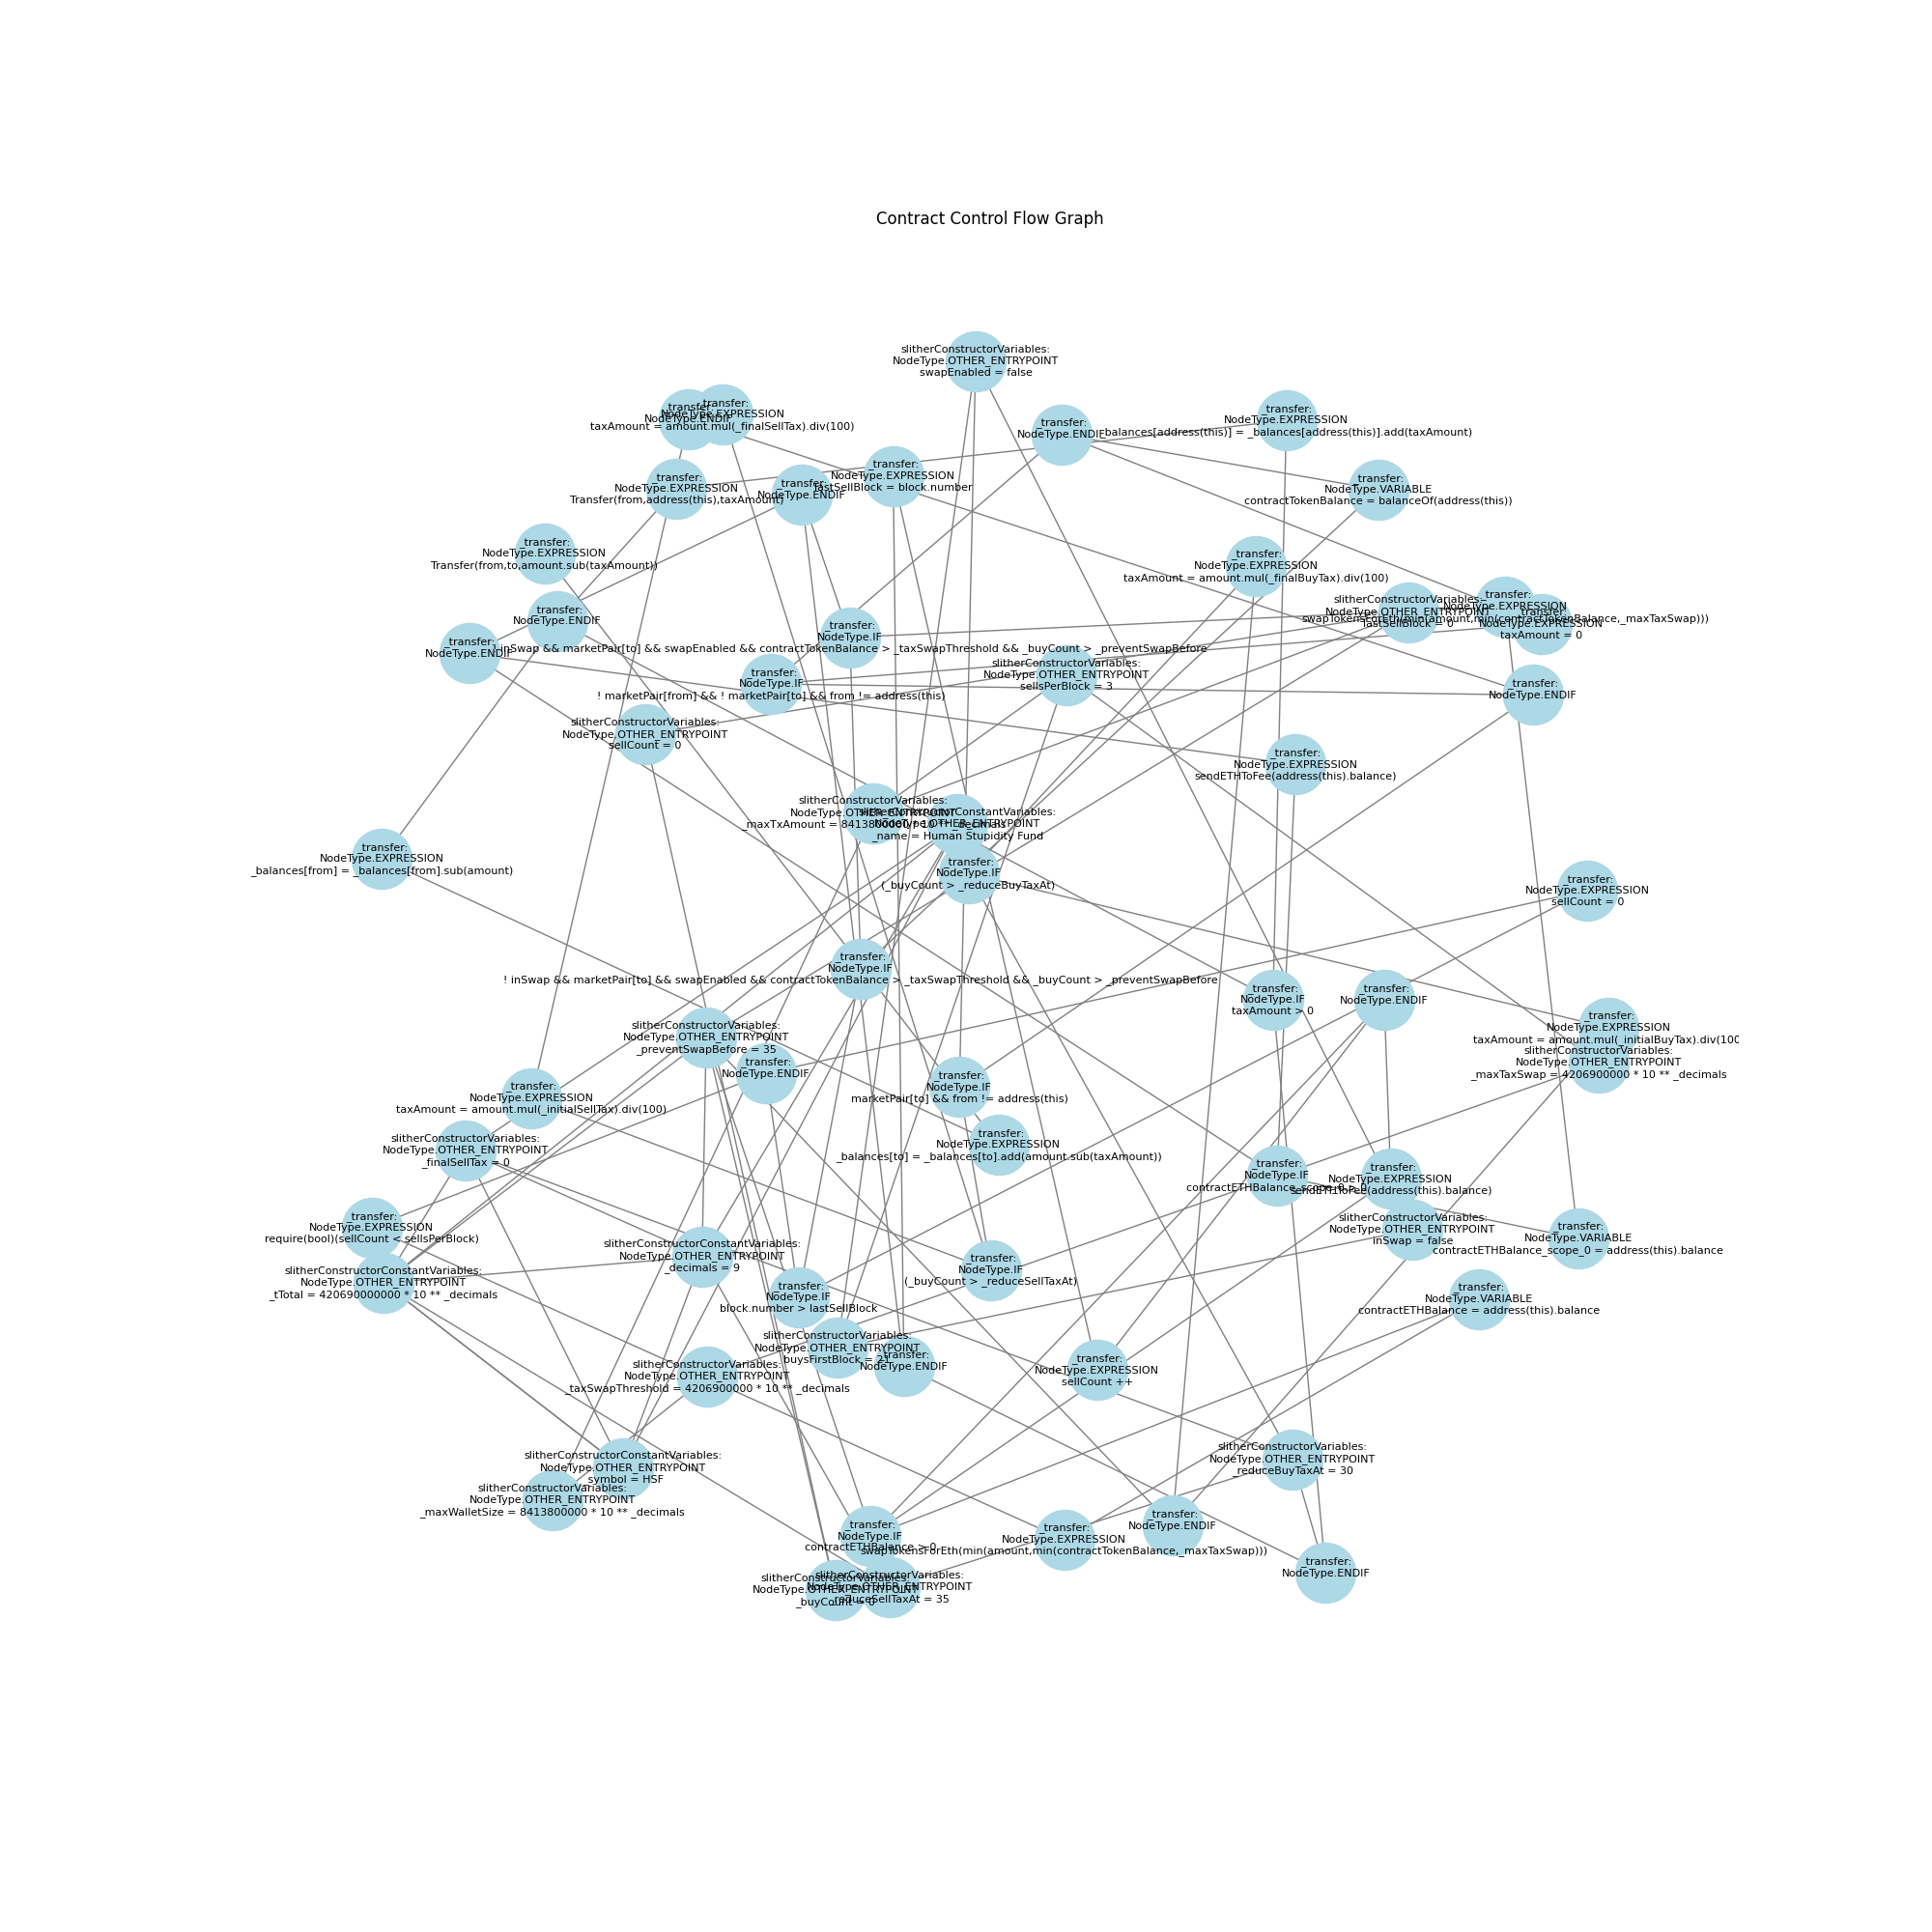 Contract Control Flow Graph
slitherConstructorVariables:
NodeType.OTHER_ENTRYPOINT
swapEnabled = false
_transfer:
NodeType.ENDIF
_transfer:
NodeType.EXPRESSION
taxAmount = amount.mul(_finalSellTax).div(100)
_transfer:
NodeType.ENDIF
_transfer:
NodeType.EXPRESSION
_balances[address(this)] = _balances[address(this)].add(taxAmount)
_transfer:
NodeType.EXPRESSION
Transfer(from,address(this),taxAmount)
_transfer:
NodeType.ENDIF
_transfer:
NodeType.EXPRESSION
lastSellBlock = block.number
_transfer:
NodeType.VARIABLE
contractTokenBalance = balanceOf(address(this))
_transfer:
NodeType.EXPRESSION
Transfer(from,to,amount.sub(taxAmount))
_transfer:
NodeType.EXPRESSION
taxAmount = amount.mul(_finalBuyTax).div(100)
_transfer:
NodeType.ENDIF
_transfer:
NodeType.ENDIF
_transfer:
NodeType.IF
! inSwap && marketPair[to] && swapEnabled && contractTokenBalance > _taxSwapThreshold && _buyCount > _preventSwapBefore
slitherConstructorVariables:
NodeType.OTHER_ENTRYPOINT
lastSellBlock = 0
_transfer:
NodeType.EXPRESSION
swapTokensForEth(min(amount,min(contractTokenBalance,_maxTaxSwap)))
_transfer:
NodeType.EXPRESSION
taxAmount = 0
_transfer:
NodeType.IF
! marketPair[from] && ! marketPair[to] && from != address(this)
slitherConstructorVariables:
NodeType.OTHER_ENTRYPOINT
sellsPerBlock = 3
_transfer:
NodeType.ENDIF
slitherConstructorVariables:
NodeType.OTHER_ENTRYPOINT
sellCount = 0
_transfer:
NodeType.EXPRESSION
sendETHToFee(address(this).balance)
slitherConstructorVariables:
NodeType.OTHER_ENTRYPOINT
_maxTxAmount = 8413800000 * 10 ** _decimals
slitherConstructorConstantVariables:
NodeType.OTHER_ENTRYPOINT
_name = Human Stupidity Fund
_transfer:
NodeType.EXPRESSION
_balances[from] = _balances[from].sub(amount)
_transfer:
NodeType.IF
(_buyCount > _reduceBuyTaxAt)
_transfer:
NodeType.EXPRESSION
sellCount = 0
_transfer:
NodeType.IF
! inSwap && marketPair[to] && swapEnabled && contractTokenBalance > _taxSwapThreshold && _buyCount > _preventSwapBefore
_transfer:
NodeType.IF
taxAmount > 0
_transfer:
NodeType.ENDIF
slitherConstructorVariables:
NodeType.OTHER_ENTRYPOINT
_preventSwapBefore = 35
_transfer:
NodeType.EXPRESSION
taxAmount = amount.mul(_initialBuyTax).div(100
slitherConstructorVariables:
NodeType.OTHER_ENTRYPOINT
_maxTaxSwap = 4206900000 * 10 ** _decimals
_transfer:
NodeType.ENDIF
_transfer:
NodeType.IF
marketPair[to] && from != address(this)
_transfer:
NodeType.EXPRESSION
taxAmount = amount.mul(_initialSellTax).div(100)
_transfer:
NodeType.EXPRESSION
_balances[to] = _balances[to].add(amount.sub(taxAmount))
slitherConstructorVariables:
NodeType.OTHER_ENTRYPOINT
_finalSellTax = 0
_transfer:
NodeType.IF
contractETHBalance_scope_0 > 0
_transfer:
NodeType.EXPRESSION
sendETHToFee(address(this).balance)
_transfer:
NodeType.EXPRESSION
require(bool)(sellCount < sellsPerBlock)
slitherConstructorVariables:
NodeType.OTHER_ENTRYPOINT
inSwap = false
_transfer:
NodeType.VARIABLE
contractETHBalance_scope_0 = address(this).balance
slitherConstructorConstantVariables:
NodeType.OTHER_ENTRYPOINT
_decimals = 9
slitherConstructorConstantVariables:
NodeType.OTHER_ENTRYPOINT
_tTotal = 420690000000 * 10 ** _decimals
_transfer:
NodeType.IF
(_buyCount > _reduceSellTaxAt)
_transfer:
NodeType.IF
block.number > lastSellBlock
_transfer:
NodeType.VARIABLE
contractETHBalance = address(this).balance
slitherConstructorVariables:
NodeType.OTHER_ENTRYPOINT
buysFirstBlock = 21
_transfer:
NodeType.ENDIF
slitherConstructorVariables:
NodeType.OTHER_ENTRYPOINT
_taxSwapThreshold = 4206900000 * 10 ** _decimals
_transfer:
NodeType.EXPRESSION
sellCount ++
slitherConstructorVariables:
NodeType.OTHER_ENTRYPOINT
_reduceBuyTaxAt = 30
slitherConstructorConstantVariables:
NodeType.OTHER_ENTRYPOINT
_symbol = HSF
slitherConstructorVariables:
NodeType.OTHER_ENTRYPOINT
_maxWalletSize = 8413800000 * 10 ** _decimals
_transfer:
NodeType.IF
contractETHBalance > 0
_transfer:
NodeType.EXPRESSION
swapTokensForEth(min(amount,min(contractTokenBalance,_maxTaxSwap)))
_transfer:
NodeType.ENDIF
_transfer:
NodeType.ENDIF
slitherConstructorVariables:
NodeType.OTHER_ENTRYPOINT
_buyCount = 0
slitherConstructorVariables:
NodeType.OTHER_ENTRYPOINT
_reduceSellTaxAt = 35